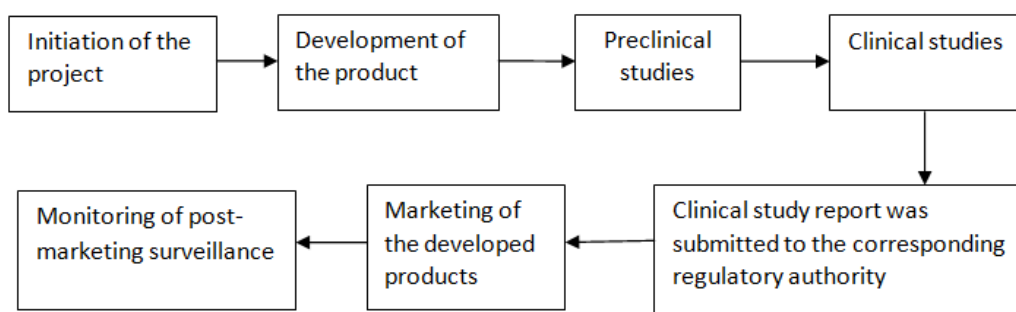 Initiation of the
project
Development of
the product
Preclinical
studies
Clinical studies
Clinical study report was
submitted to the corresponding
regulatory authority
Marketing of
the developed
products
Monitoring of post-
marketing surveillance